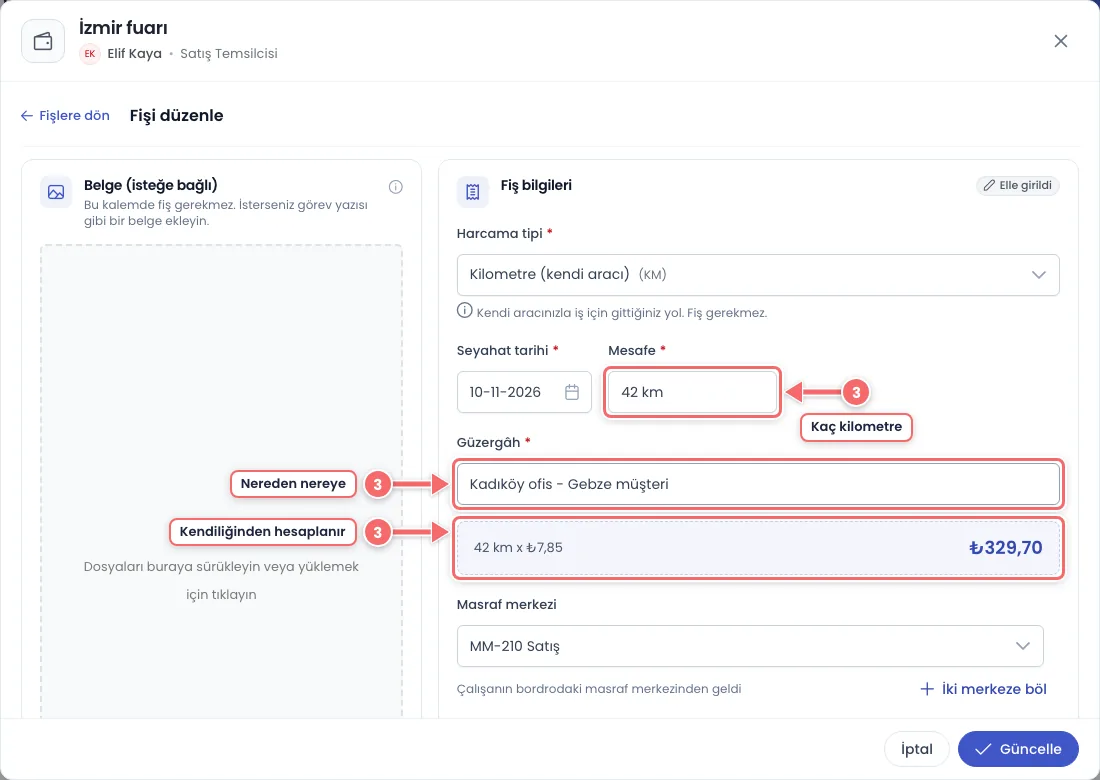 İzmir fuarı
EK Elif Kaya • Satış Temsilcisi
← Fişlere dön Fişi düzenle
Belge (isteğe bağlı)
Bu kalemde fiş gerekmez. İsterseniz görev yazısı
gibi bir belge ekleyin.
Nereden nereye 3
Kendiliğinden hesaplanır 3
Dosyaları buraya sürükleyin veya yüklemek
için tıklayın
Fiş bilgileri
Elle girildi
Harcama tipi *
Kilometre (kendi aracı) (KM)
Kendi aracınızla iş için gittiğiniz yol. Fiş gerekmez.
Seyahat tarihi * Mesafe *
10-11-2026 42 km 3
Kaç kilometre
Güzergâh *
Kadıköy ofis - Gebze müşteri
42 km x ₺7,85 ₺329,70
Masraf merkezi
MM-210 Satış
Çalışanın bordrodaki masraf merkezinden geldi
+ İki merkeze böl
İptal Güncelle